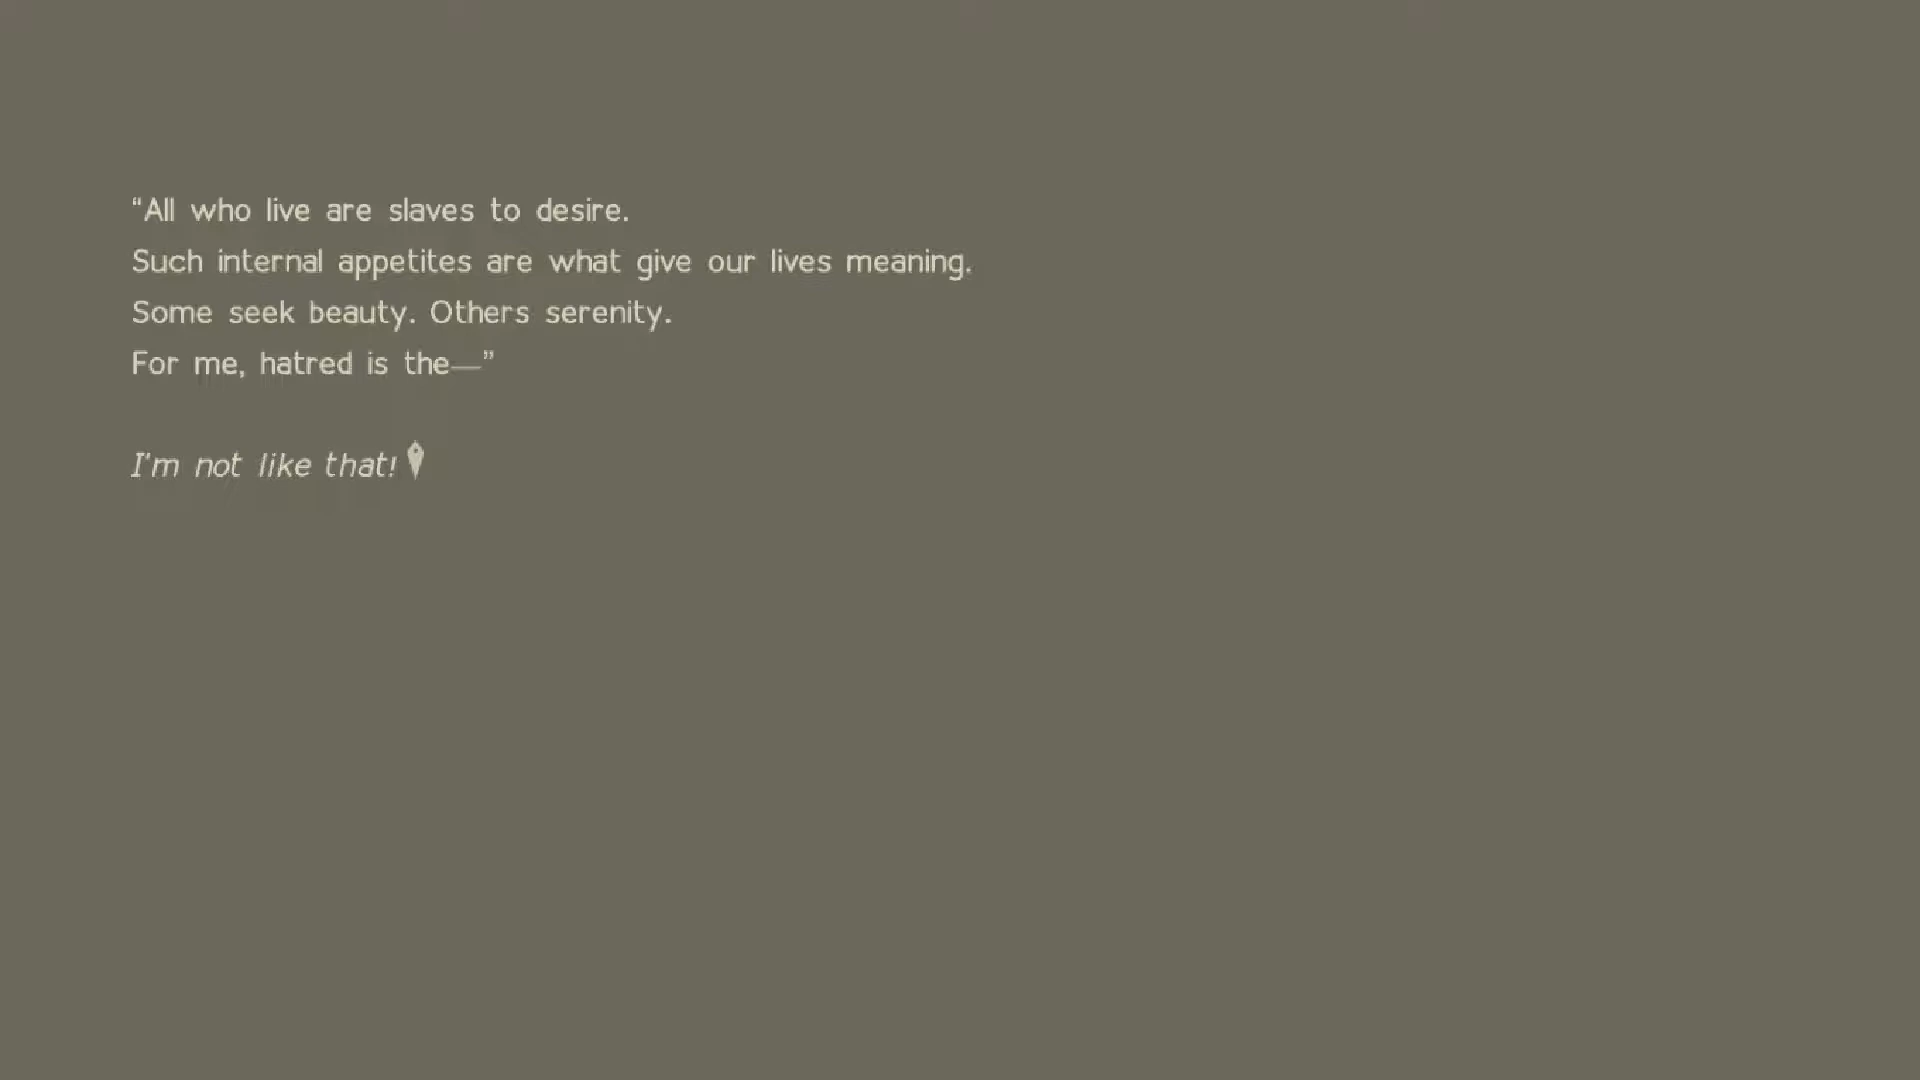 “All who live are slaves to desire.
Such internal appetites are what give our lives meaning.
Some seek beauty. Others serenity.
For me, hatred is the—”
I'm not like that!